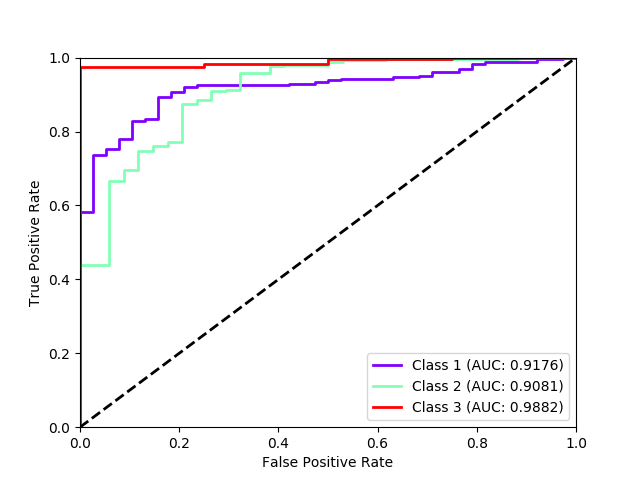 1.0
0.8
0.6
0.4
0.2
0.0
True Positive Rate
Class 1 (AUC: 0.9176)
Class 2 (AUC: 0.9081)
Class 3 (AUC: 0.9882)
0.0 0.2 0.4 0.6 0.8 1.0
False Positive Rate